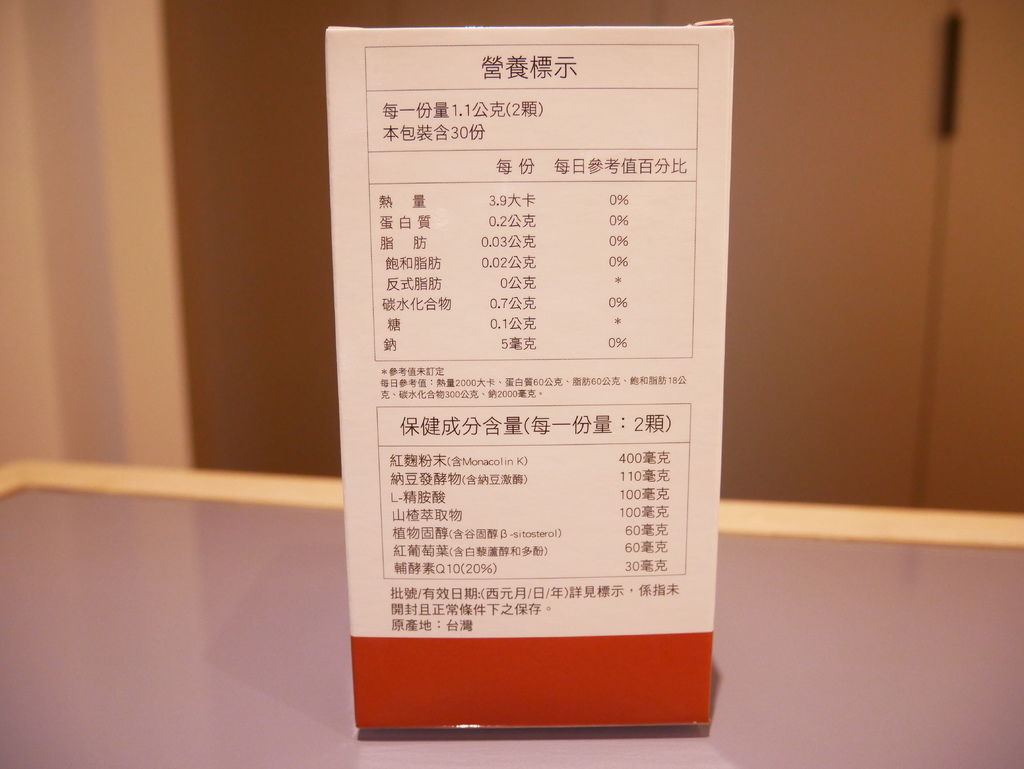 營養標示
每一份量1.1公克(2顆)
本包裝含30份
每 份 每日參考值百分比
熱 量 3.9大卡 0%
蛋 白 質 0.2公克 0%
脂 肪 0.03公克 0%
飽和脂肪 0.02公克 0%
反式脂肪 0公克 *
碳水化合物 0.7公克 0%
糖 0.1公克 *
鈉 5毫克 0%
*參考值未訂定
每日參考值：熱量2000大卡、蛋白質60公克、脂肪60公克、飽和脂肪18公
克、碳水化合物300公克、鈉2000毫克。
保健成分含量(每一份量：2顆)
紅麴粉末(含Monacolin K) 400毫克
納豆發酵物(含納豆激酶) 110毫克
L-精胺酸 100毫克
山楂萃取物 100毫克
植物固醇(含谷固醇β-sitosterol) 60毫克
紅葡萄葉(含白藜蘆醇和多酚) 60毫克
輔酵素Q10(20%) 30毫克
批號/有效日期:(西元月/日/年)詳見標示，係指未
開封且正常條件下之保存。
原產地：台灣